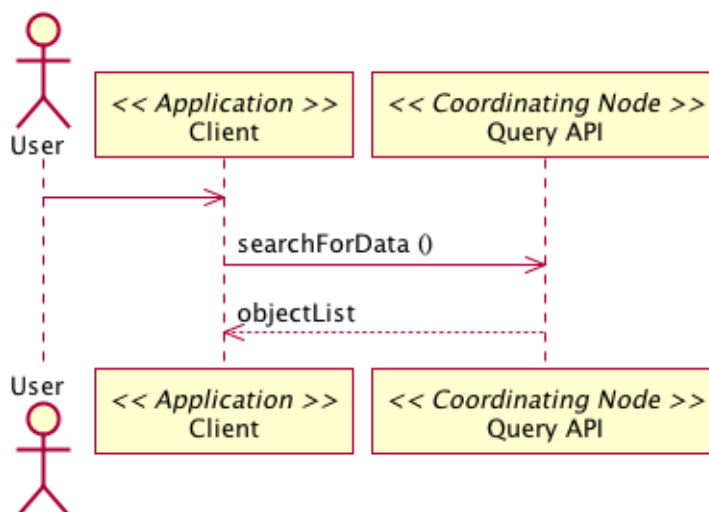 << Application >>
<< Coordinating Node >>
Client
Query API
User
searchForData ()
objectList
User
<< Application >>
<< Coordinating Node >>
Client
Query API